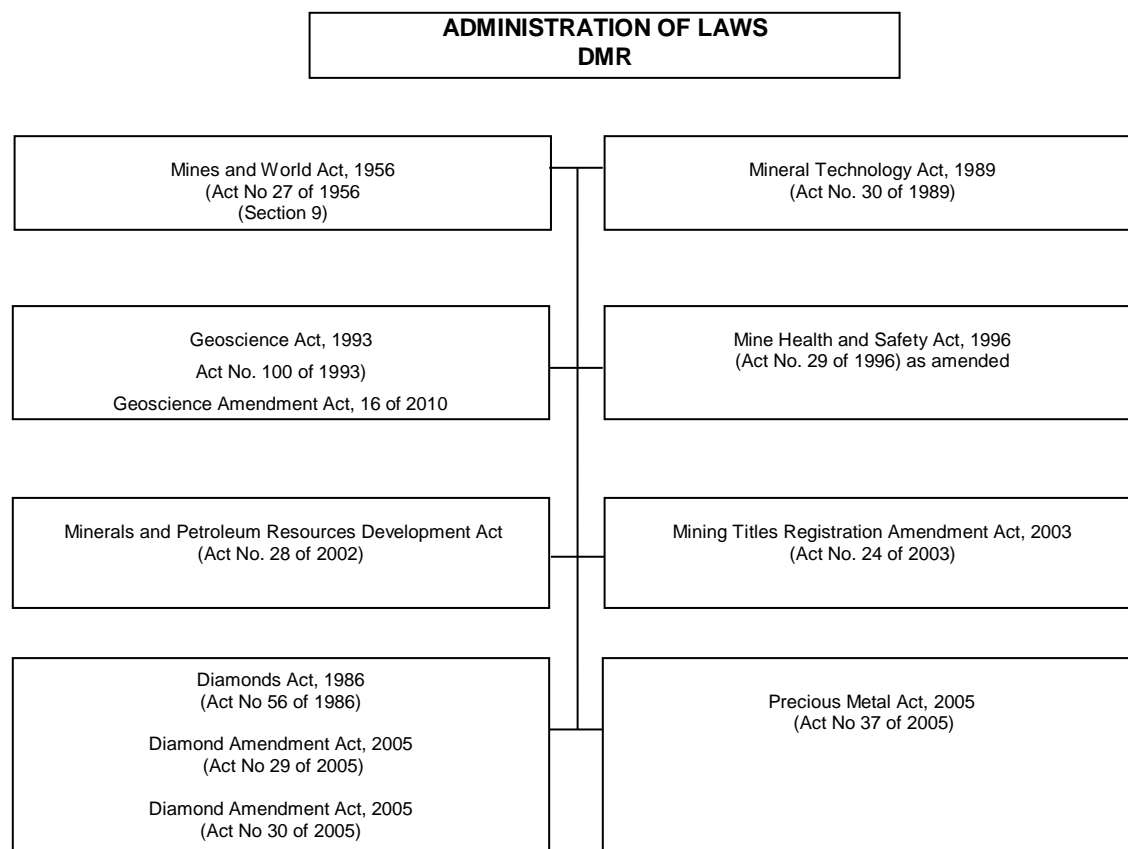 ADMINISTRATION OF LAWS
DMR
Mines and World Act, 1956
(Act No 27 of 1956
(Section 9)
Mineral Technology Act, 1989
(Act No. 30 of 1989)
Geoscience Act, 1993
Act No. 100 of 1993)
Geoscience Amendment Act, 16 of 2010
Mine Health and Safety Act, 1996
(Act No. 29 of 1996) as amended
Minerals and Petroleum Resources Development Act
(Act No. 28 of 2002)
Mining Titles Registration Amendment Act, 2003
(Act No. 24 of 2003)
Diamonds Act, 1986
(Act No 56 of 1986)
Diamond Amendment Act, 2005
(Act No 29 of 2005)
Diamond Amendment Act, 2005
(Act No 30 of 2005)
Precious Metal Act, 2005
(Act No 37 of 2005)